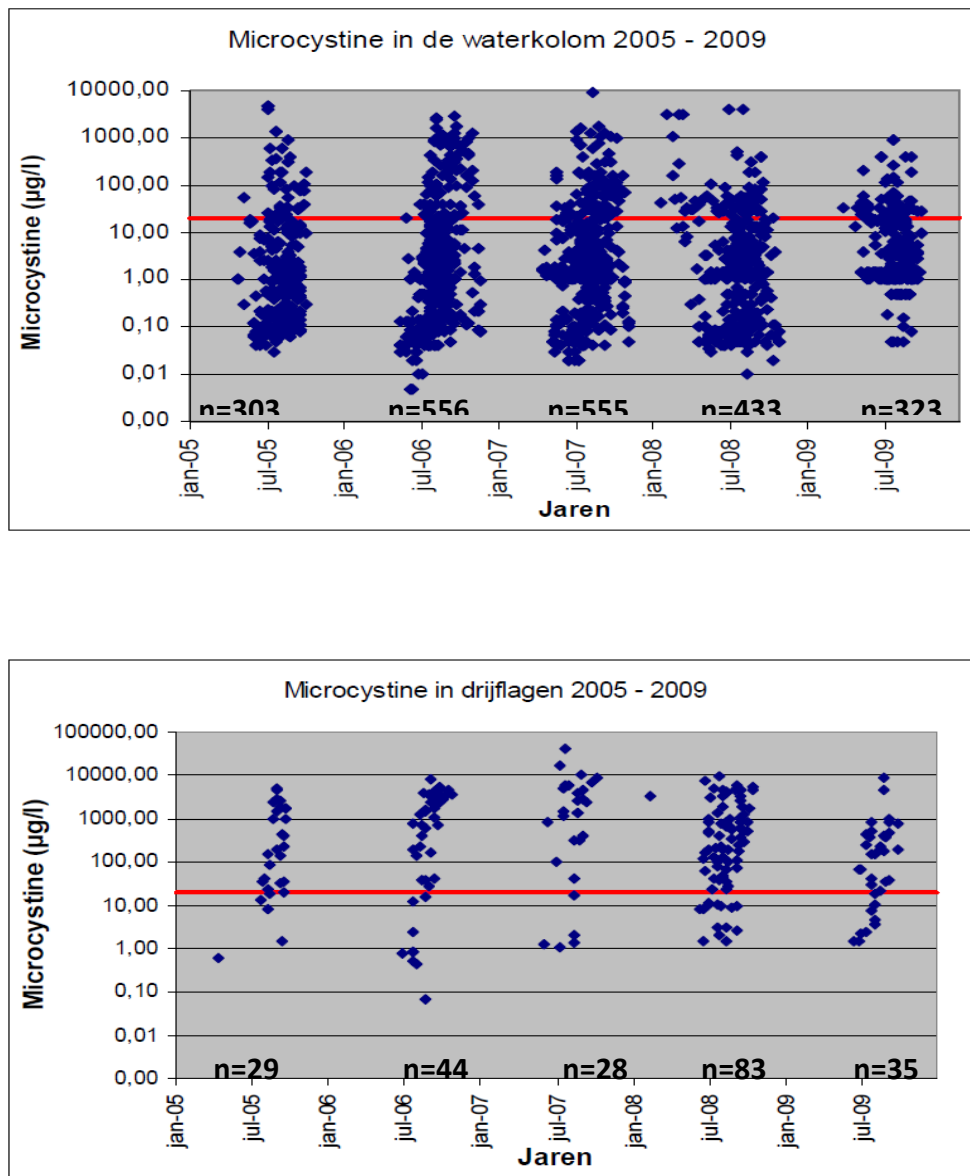 Microcystine in de waterkolom 2005 - 2009
Microcystine (µg/l)
10000,00
1000,00
100,00
10,00
1,00
0,10
0,01
0,00
n=303 n=556 n=555 n=433 n=323
jan-05 jul-05 jan-06 jul-06 jan-07 jul-07 jan-08 jul-08 jan-09 jul-09
Jaren
Microcystine in drijflagen 2005 - 2009
Microcystine (µg/l)
100000,00
10000,00
1000,00
100,00
10,00
1,00
0,10
0,01
0,00
n=29 n=44 n=28 n=83 n=35
jan-05 jul-05 jan-06 jul-06 jan-07 jul-07 jan-08 jul-08 jan-09 jul-09
Jaren